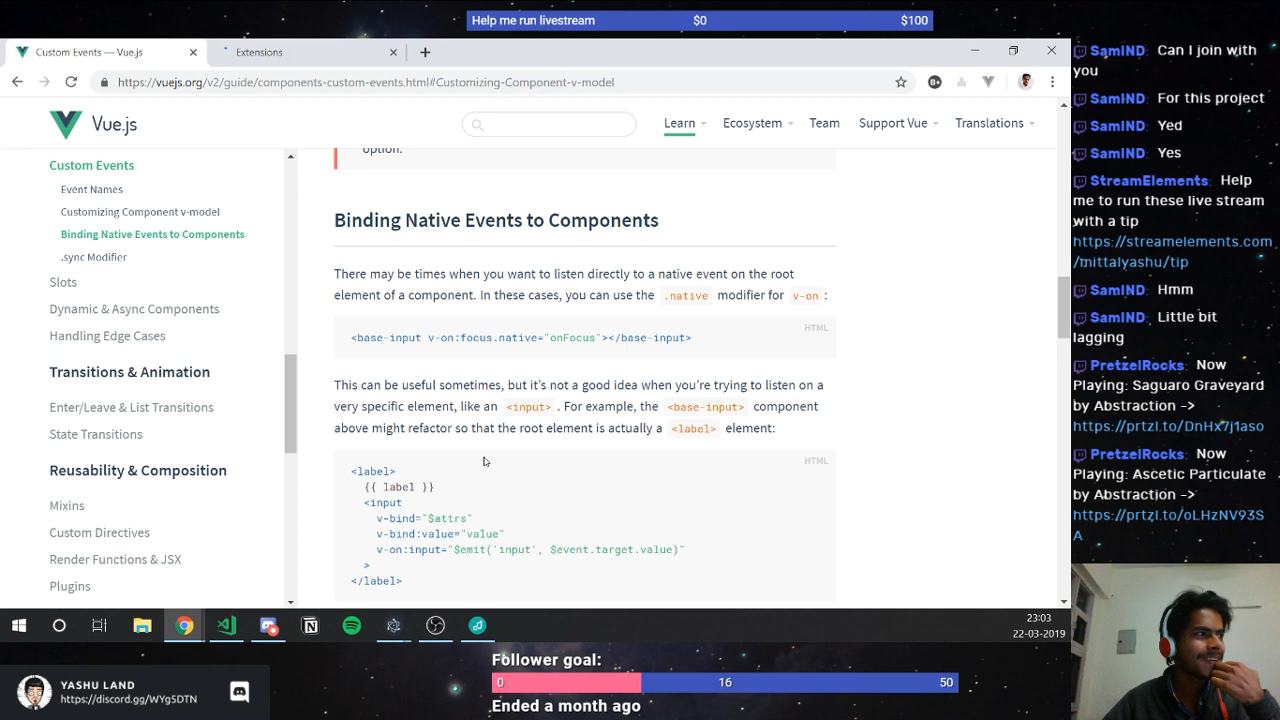 Help me run livestream $0 $100
Custom Events — Vue.js
Extensions
https://vuejs.org/v2/guide/components-custom-events.html#Customizing-Component-v-model
B+
Vue.js
Learn
Ecosystem
Team
Support Vue
Translations
Custom Events
Event Names
Customizing Component v-model
Binding Native Events to Components
.sync Modifier
Slots
Dynamic & Async Components
Handling Edge Cases
Transitions & Animation
Enter/Leave & List Transitions
State Transitions
Reusability & Composition
Mixins
Custom Directives
Render Functions & JSX
Plugins
option.
Binding Native Events to Components
There may be times when you want to listen directly to a native event on the root
element of a component. In these cases, you can use the .native modifier for v-on :
HTML
<base-input v-on:focus.native="onFocus"></base-input>
This can be useful sometimes, but it's not a good idea when you're trying to listen on a
very specific element, like an <input> . For example, the <base-input> component
above might refactor so that the root element is actually a <label> element:
HTML
<label>
{{ label }}
<input
v-bind="$attrs"
v-bind:value="value"
v-on:input="$emit('input', $event.target.value)"
>
</label>
SamIND: Can I join with
you
SamIND: For this project
SamIND: Yed
SamIND: Yes
StreamElements: Help
me to run these live stream
with a tip
https://streamelements.com
/mittalyashu/tip
SamIND: Hmm
SamIND: Little bit
lagging
PretzelRocks: Now
Playing: Saguaro Graveyard
by Abstraction ->
https://prtzl.to/DnHx7j1aso
PretzelRocks: Now
Playing: Ascetic Particulate
by Abstraction ->
https://prtzl.to/oLHzNV93S
A
23:03
22-03-2019
YASHU LAND
https://discord.gg/WYg5DTN
Follower goal:
0 16 50
Ended a month ago